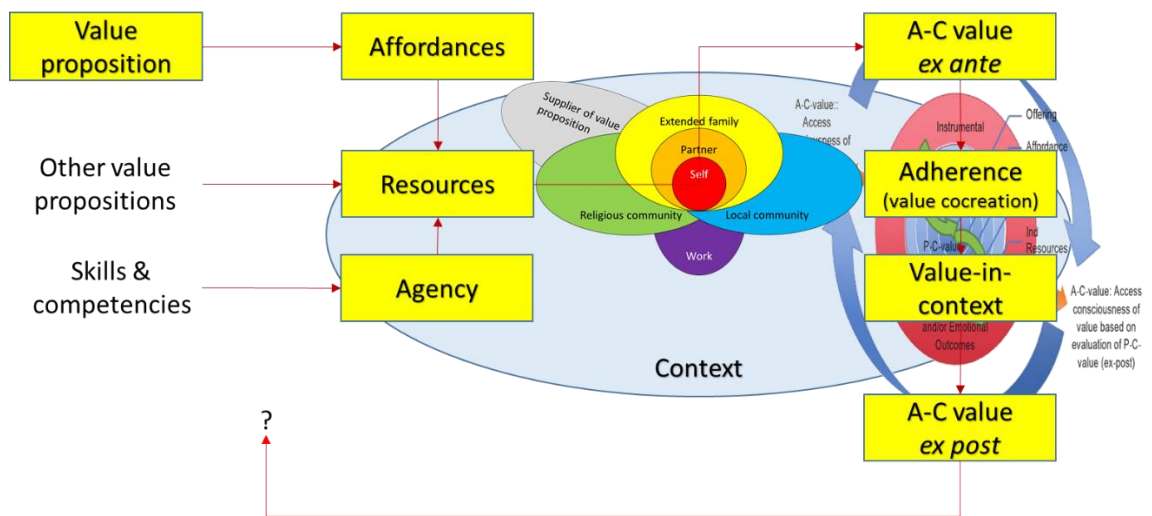 Value
proposition
Affordances
A-C value
ex ante
Supplier of value
proposition
Extended family
Partner
Self
Religious community
Local community
Work
A-C-value::
Access
of
Instrumental
Offering
Affordance
Other value
propositions
Resources
Adherence
(value cocreation)
Ind
Resources
P-C-value
Skills &
competencies
Agency
Value-in-
context
and/or Emotional
Outcomes
A-C-value: Access
consciousness of
value based on
evaluation of P-C-
value (ex-post)
Context
A-C value
ex post
?